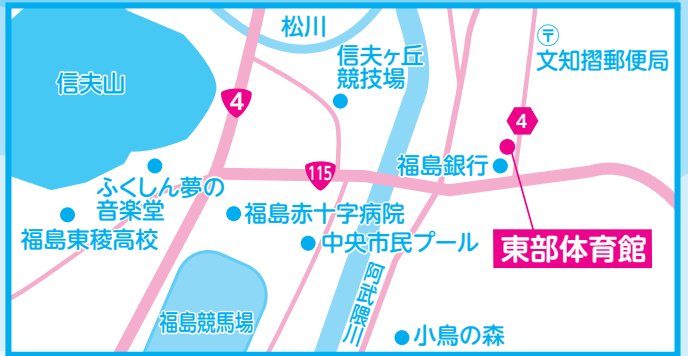 松川
信夫ヶ丘
競技場
〒
文知摺郵便局
信夫山
4
4
115
福島銀行
ふくしん夢の
音楽堂
福島赤十字病院
福島東稜高校
中央市民プール
東部体育館
阿武隈川
福島競馬場
小鳥の森